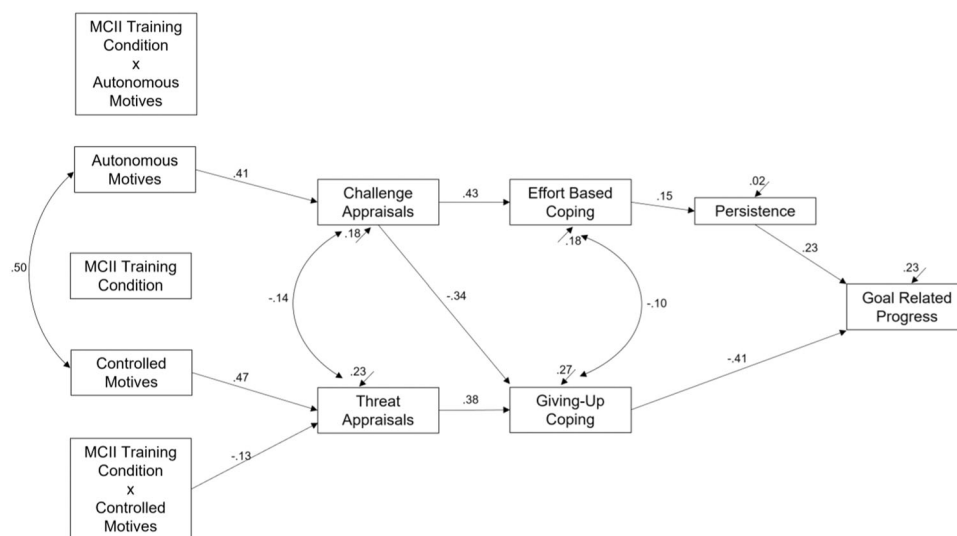 MCII Training
Condition
x
Autonomous
Motives
Autonomous
Motives
.41
Challenge
Appraisals
.18
.43
Effort Based
Coping
.18
.15
.02
Persistence
.23
.23
Goal Related
Progress
.50
MCII Training
Condition
-.14
-.34
-.10
-.41
Controlled
Motives
.47
.23
Threat
Appraisals
.38
.27
Giving-Up
Coping
-.13
MCII Training
Condition
x
Controlled
Motives